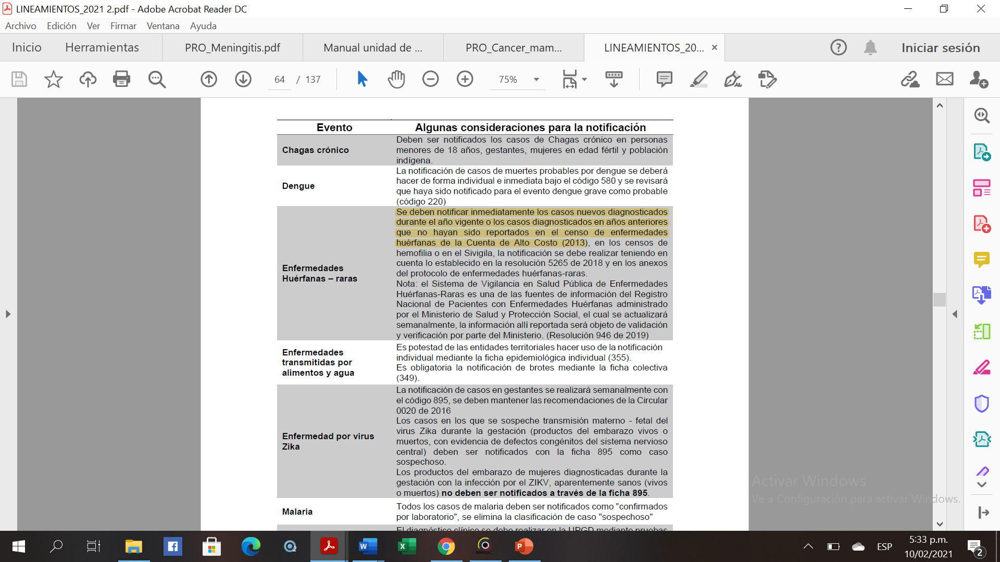 LINEAMIENTOS_2021 2.pdf - Adobe Acrobat Reader DC
Archivo Edición Ver Firmar Ventana Ayuda
Inicio Herramientas PRO_Meningitis.pdf Manual unidad de ... PRO_Cancer_mam... LINEAMIENTOS_20... × Iniciar sesión
64 / 137 75%
Evento Algunas consideraciones para la notificación
Chagas crónico
Deben ser notificados los casos de Chagas crónico en personas
menores de 18 años, gestantes, mujeres en edad fértil y población
indígena.
Dengue
La notificación de casos de muertes probables por dengue se deberá
hacer de forma individual e inmediata bajo el código 580 y se revisará
que haya sido notificado para el evento dengue grave como probable
(código 220)
Enfermedades
Huérfanas – raras
Se deben notificar inmediatamente los casos nuevos diagnosticados
durante el año vigente o los casos diagnosticados en años anteriores
que no hayan sido reportados en el censo de enfermedades
huérfanas de la Cuenta de Alto Costo (2013), en los censos de
hemofilia o en el Sivigila, la notificación se debe realizar teniendo en
cuenta lo establecido en la resolución 5265 de 2018 y en los anexos
del protocolo de enfermedades huérfanas-raras.
Nota: el Sistema de Vigilancia en Salud Pública de Enfermedades
Huérfanas-Raras es una de las fuentes de información del Registro
Nacional de Pacientes con Enfermedades Huérfanas administrado
por el Ministerio de Salud y Protección Social, el cual se actualizará
semanalmente, la información allí reportada será objeto de validación
y verificación por parte del Ministerio. (Resolución 946 de 2019)
Enfermedades
transmitidas por
alimentos y agua
Es potestad de las entidades territoriales hacer uso de la notificación
individual mediante la ficha epidemiológica individual (355).
Es obligatoria la notificación de brotes mediante la ficha colectiva
(349).
Enfermedad por virus
Zika
La notificación de casos en gestantes se realizará semanalmente con
el código 895, se deben mantener las recomendaciones de la Circular
0020 de 2016
Los casos en los que se sospeche transmisión materno - fetal del
virus Zika durante la gestación (productos del embarazo vivos o
muertos, con evidencia de defectos congénitos del sistema nervioso
central) deben ser notificados con la ficha 895 como caso
sospechoso.
Los productos del embarazo de mujeres diagnosticadas durante la
gestación con la infección por el ZIKV, aparentemente sanos (vivos
o muertos) no deben ser notificados a través de la ficha 895.
Malaria
Todos los casos de malaria deben ser notificados como "confirmados
por laboratorio", se elimina la clasificación de caso "sospechoso"
El diagnóstico clínico se debe realizar en la UPGD mediante pruebas
Activar Windows
Ve a Configuración para activar Windows.
SIVIGILA
ESP
5:33 p.m.
10/02/2021
2